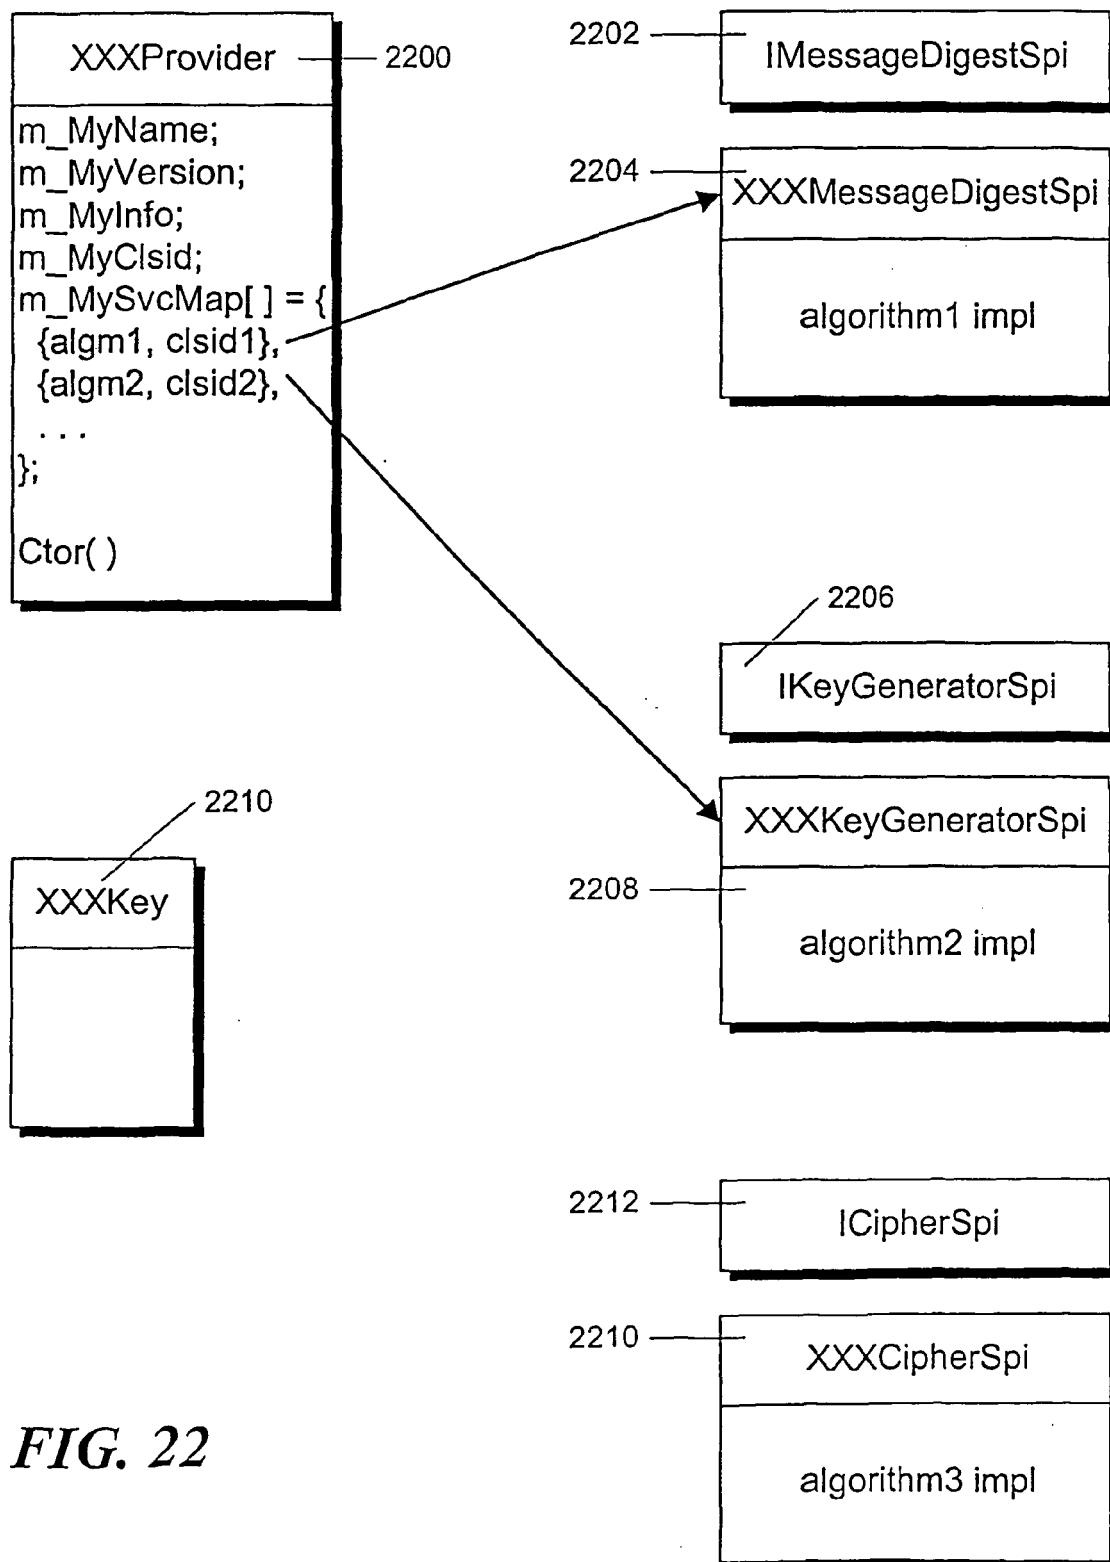 XXXProvider
2200
m_MyName;
m_MyVersion;
m_MyInfo;
m_MyClsid;
m_MySvcMap[ ] = {
{algm1, clsid1},
{algm2, clsid2},
. . .
};
Ctor( )
2202
IMessageDigestSpi
2204
XXXMessageDigestSpi
algorithm1 impl
2206
IKeyGeneratorSpi
XXXKeyGeneratorSpi
2208
algorithm2 impl
2210
XXXKey
2212
ICipherSpi
2210
XXXCipherSpi
algorithm3 impl
FIG. 22